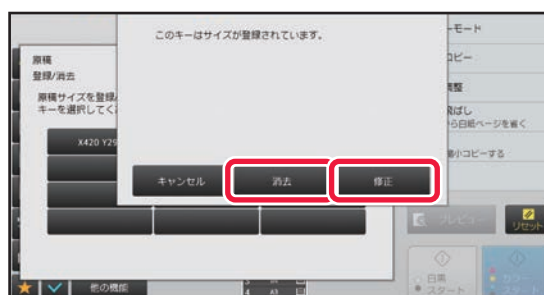 このキーはサイズが登録されています。
キャンセル
消去
修正
原稿
登録/消去
原稿サイズを登録
キーを選択してく
X420 Y29
ーモード
コピー
調整
飛ばし
ら白紙ページを省く
小コピーする
プレビュー
リセット
白黒
スタート
カラー
スタート
他の機能
A4
A3